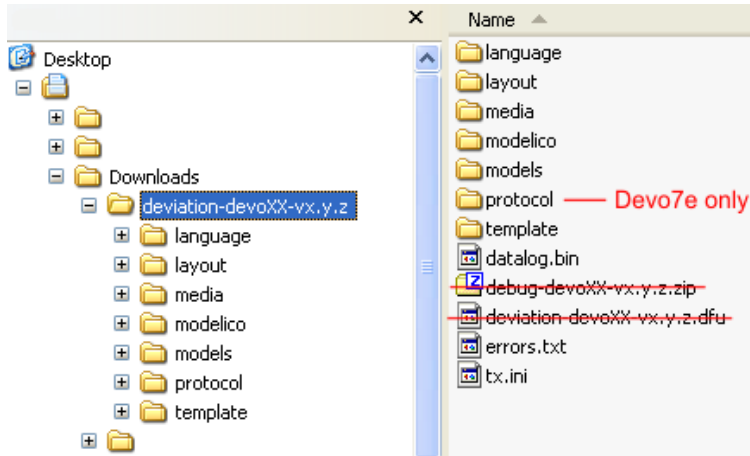 Desktop
Downloads
deviation-devoXX-vx.y.z
language
layout
media
modelico
models
protocol
template
Name
language
layout
media
modelico
models
protocol Devo7e only
template
datalog.bin
debug-devoXX-vx.y.z.zip
deviation-devoXX-vx.y.z.dfu
errors.txt
tx.ini